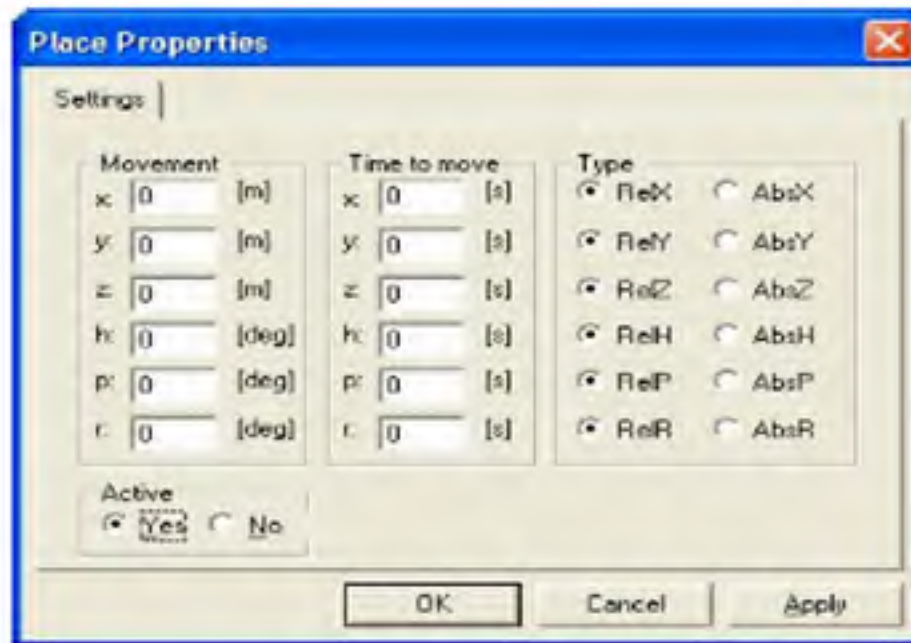 Place Properties
Settings
Movement Time to move Type
x: 0 [m] x: 0 [s] RelX AbsX
y: 0 [m] y: 0 [s] RelY AbsY
z: 0 [m] z: 0 [s] RelZ AbsZ
h: 0 [deg] h: 0 [s] RelH AbsH
p: 0 [deg] p: 0 [s] RelP AbsP
r: 0 [deg] r: 0 [s] RelR AbsR
Active
Yes No
OK Cancel Apply